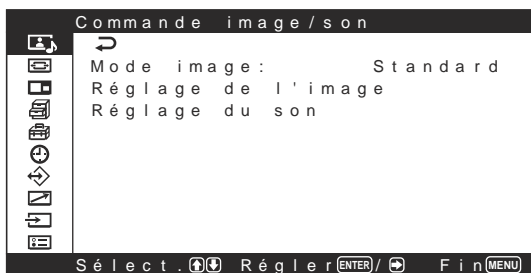 Commande image/son
Mode image: Standard
Réglage de l'image
Réglage du son
Sélect. Régler ENTER / Fin MENU